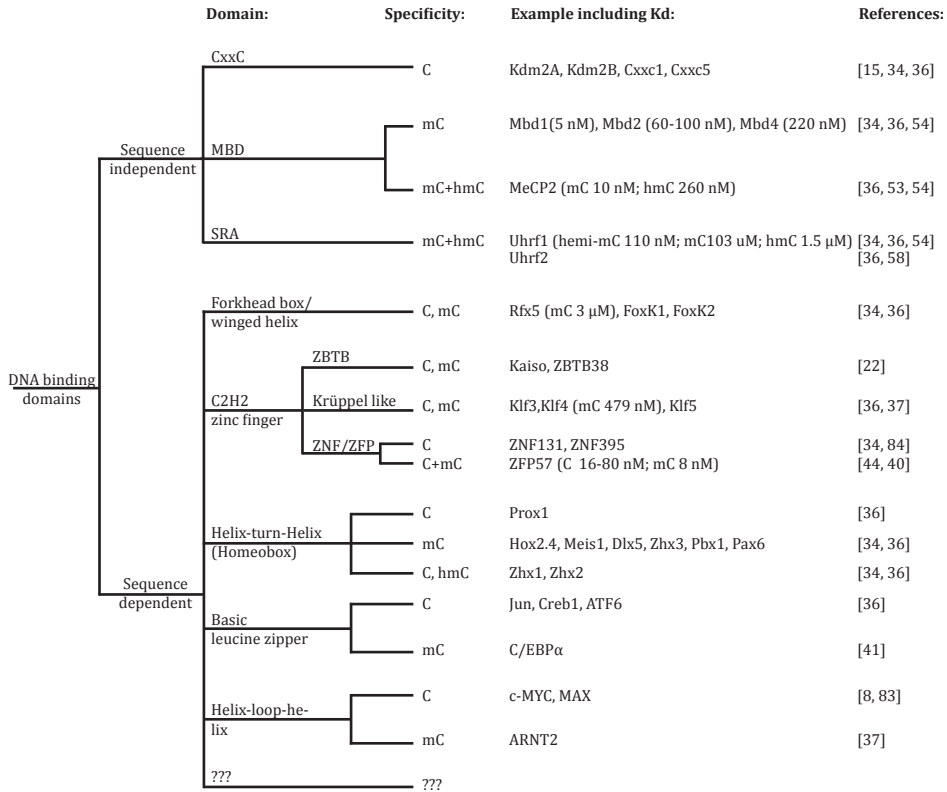 Domain: Specificity: Example including Kd: References:
CxxC
C Kdm2A, Kdm2B, Cxxc1, Cxxc5 [15, 34, 36]
mC Mbd1(5 nM), Mbd2 (60-100 nM), Mbd4 (220 nM) [34, 36, 54]
Sequence
independent
MBD
mC+hmC MeCP2 (mC 10 nM; hmC 260 nM) [36, 53, 54]
SRA
mC+hmC Uhrf1 (hemi-mC 110 nM; mC103 uM; hmC 1.5 μM) [34, 36, 54]
Uhrf2 [36, 58]
Forkhead box/
winged helix
C, mC Rfx5 (mC 3 μM), FoxK1, FoxK2 [34, 36]
ZBTB
C, mC Kaiso, ZBTB38 [22]
DNA binding
domains
C2H2
zinc finger
Krüppel like
C, mC Klf3,Klf4 (mC 479 nM), Klf5 [36, 37]
ZNF/ZFP
C ZNF131, ZNF395 [34, 84]
C+mC ZFP57 (C 16-80 nM; mC 8 nM) [44, 40]
C Prox1 [36]
Helix-turn-Helix
(Homeobox)
mC Hox2.4, Meis1, Dlx5, Zhx3, Pbx1, Pax6 [34, 36]
C, hmC Zhx1, Zhx2 [34, 36]
Sequence
dependent
C Jun, Creb1, ATF6 [36]
Basic
leucine zipper
mC C/EBPα [41]
C c-MYC, MAX [8, 83]
Helix-loop-he-
lix
mC ARNT2 [37]
??? ???